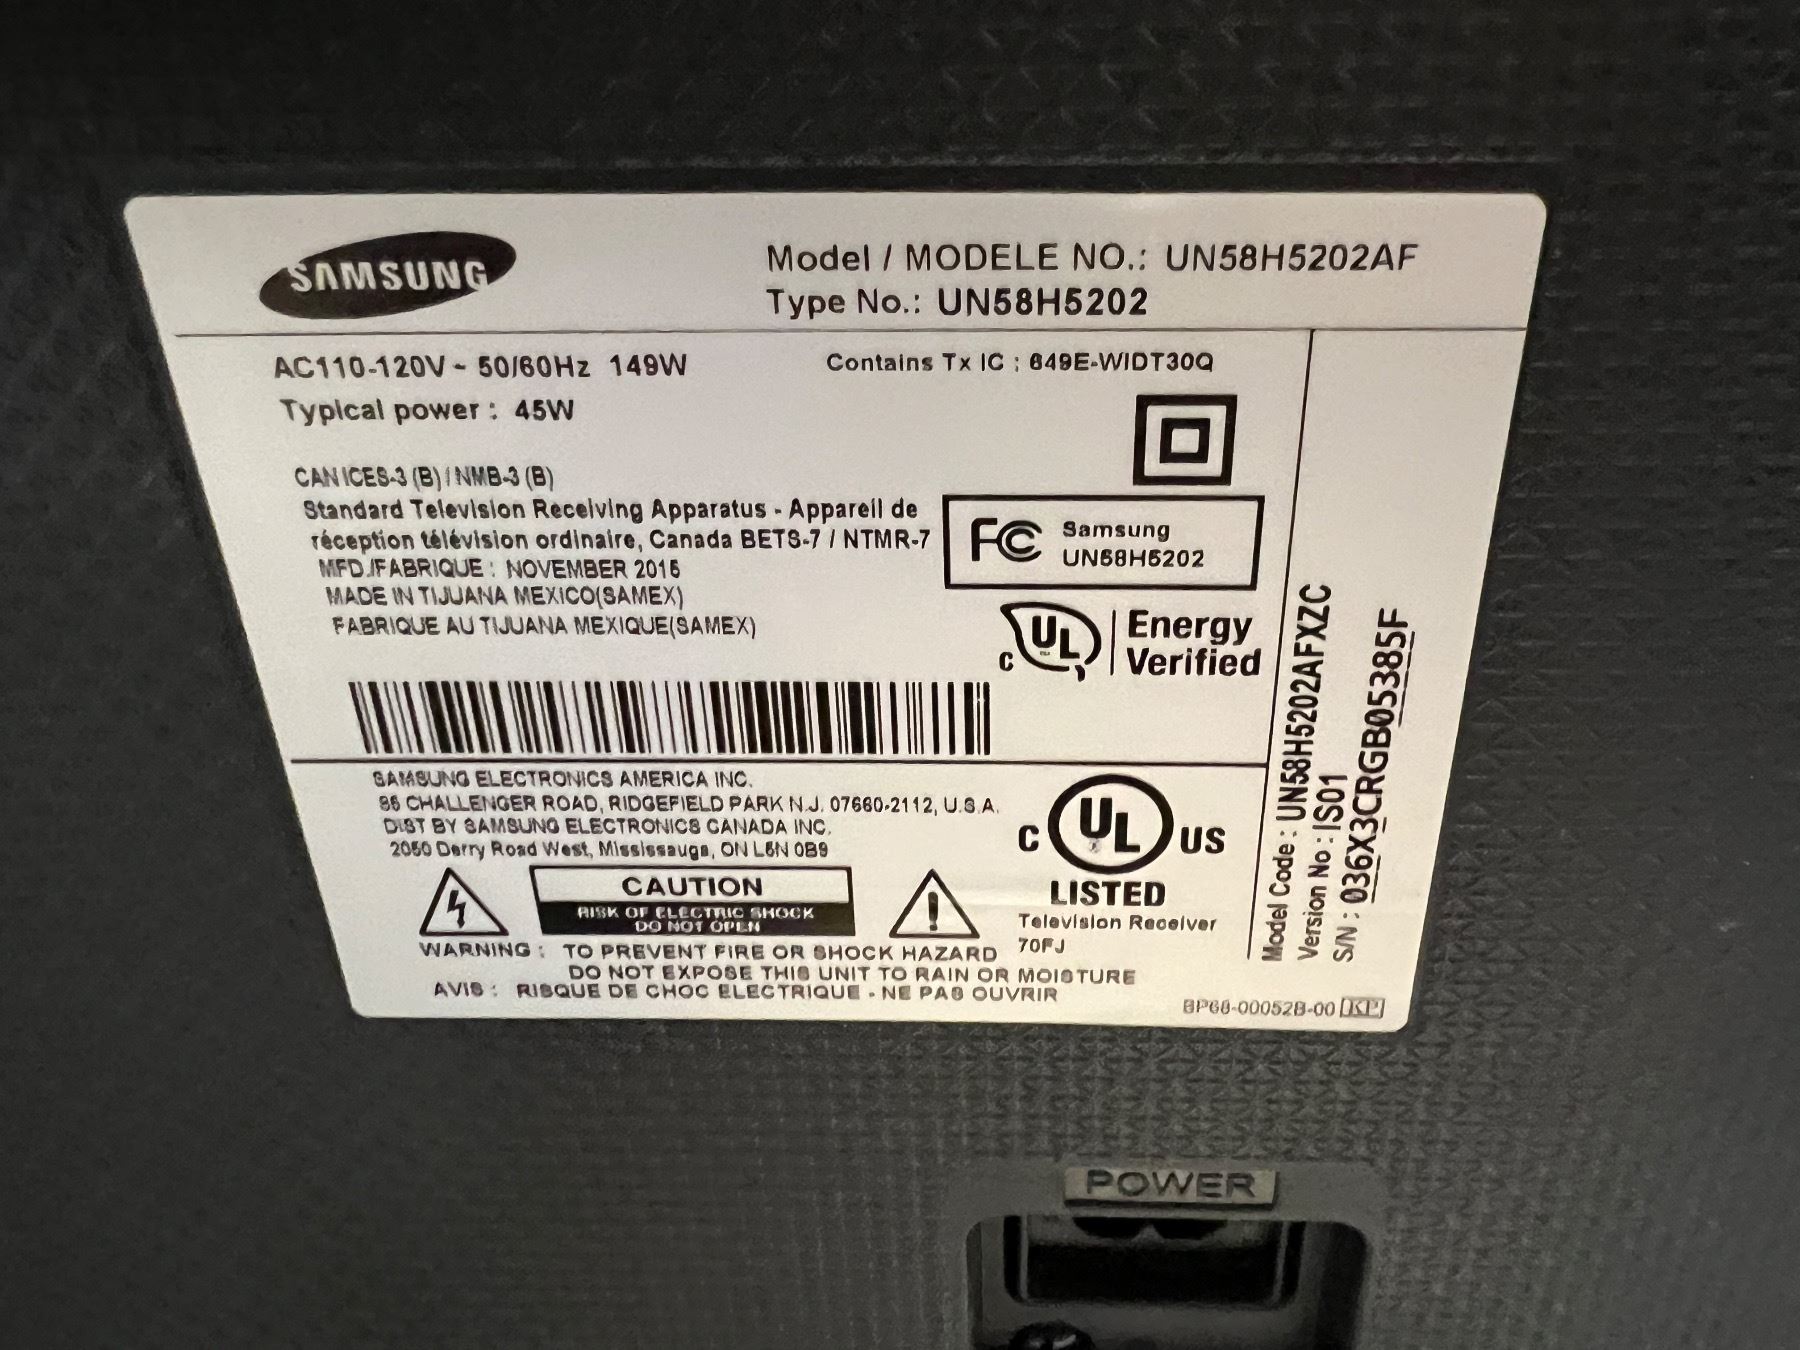 SAMSUNG
Model / MODELE NO.: UN58H5202AF
Type No.: UN58H5202
AC110-120V ~ 50/60Hz 149W
Typical power : 45W
Contains Tx IC : 649E-WIDT30Q
CAN ICES-3 (B) / NMB-3 (B)
Standard Television Receiving Apparatus - Appareil de
réception télévision ordinaire, Canada BETS-7 / NTMR-7
MFD./FABRIQUE : NOVEMBER 2015
MADE IN TIJUANA MEXICO(SAMEX)
FABRIQUE AU TIJUANA MEXIQUE(SAMEX)
FC Samsung
UN58H5202
C UL Energy
Verified
SAMSUNG ELECTRONICS AMERICA INC.
85 CHALLENGER ROAD, RIDGEFIELD PARK N.J. 07660-2112, U.S.A.
DIST BY SAMSUNG ELECTRONICS CANADA INC.
2050 Derry Road West, Mississauga, ON L5N 0B9
C UL US
LISTED
Television Receiver
70FJ
CAUTION
RISK OF ELECTRIC SHOCK
DO NOT OPEN
WARNING : TO PREVENT FIRE OR SHOCK HAZARD
DO NOT EXPOSE THIS UNIT TO RAIN OR MOISTURE
AVIS : RISQUE DE CHOC ELECTRIQUE - NE PAS OUVRIR
BP68-00052B-00 KP
Model Code : UN58H5202AFXZC
Version No : IS01
S/N : 036X3CRGB05385F
POWER